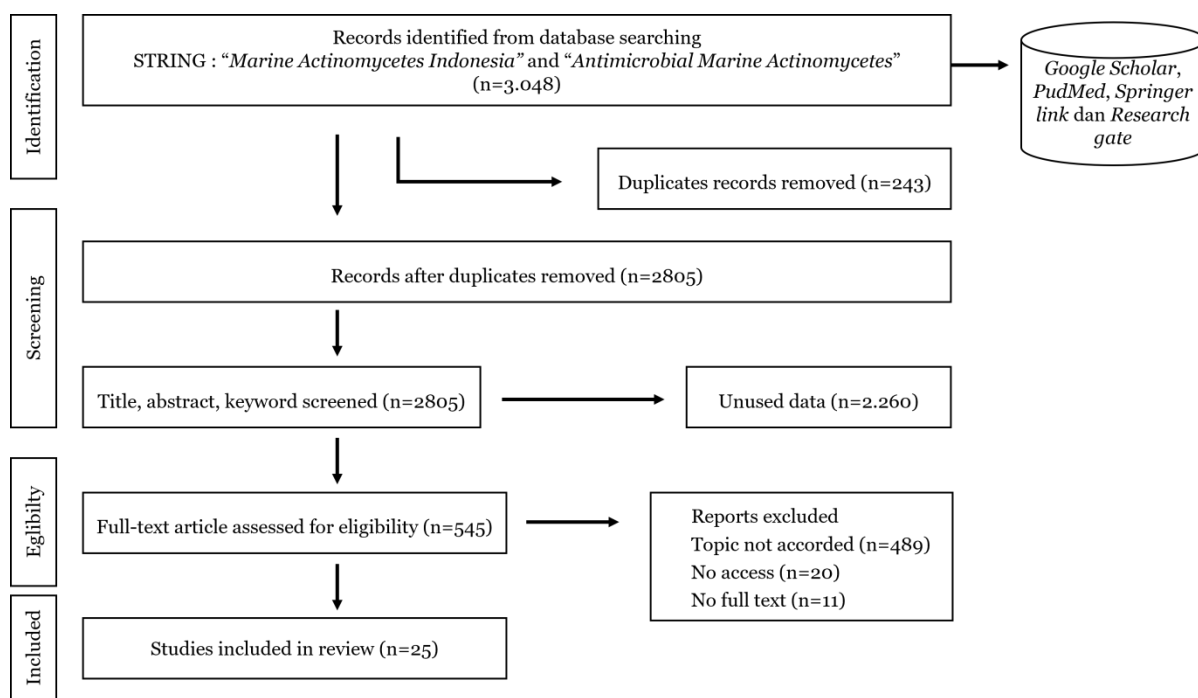 Identification
Records identified from database searching
STRING : “Marine Actinomycetes Indonesia” and “Antimicrobial Marine Actinomycetes”
(n=3.048)
Google Scholar,
PudMed, Springer
link dan Research
gate
Duplicates records removed (n=243)
Screening
Records after duplicates removed (n=2805)
Title, abstract, keyword screened (n=2805)
Unused data (n=2.260)
Eglibilty
Full-text article assessed for eligibility (n=545)
Reports excluded
Topic not accorded (n=489)
No access (n=20)
No full text (n=11)
Included
Studies included in review (n=25)